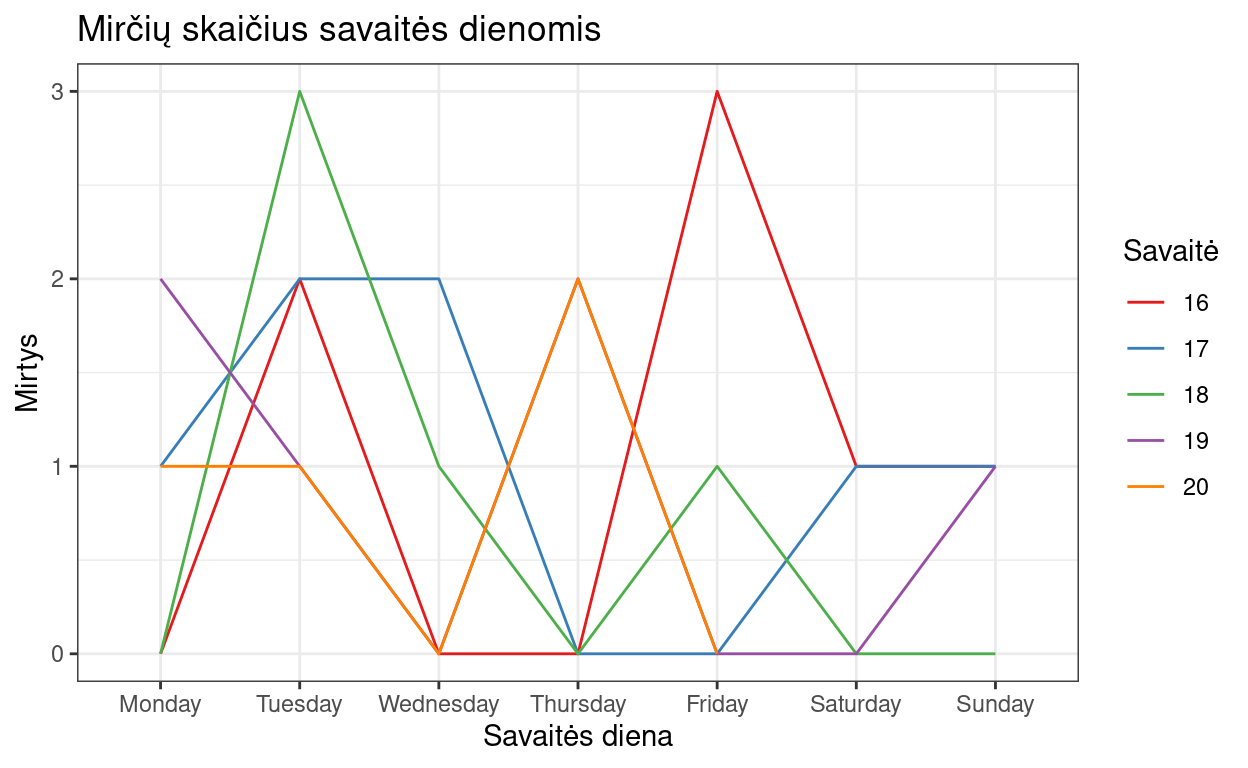 Mirčių skaičius savaitės dienomis
3
2
1
0
Mirtys
Monday Tuesday Wednesday Thursday Friday Saturday Sunday
Savaitės diena
Savaitė
16
17
18
19
20